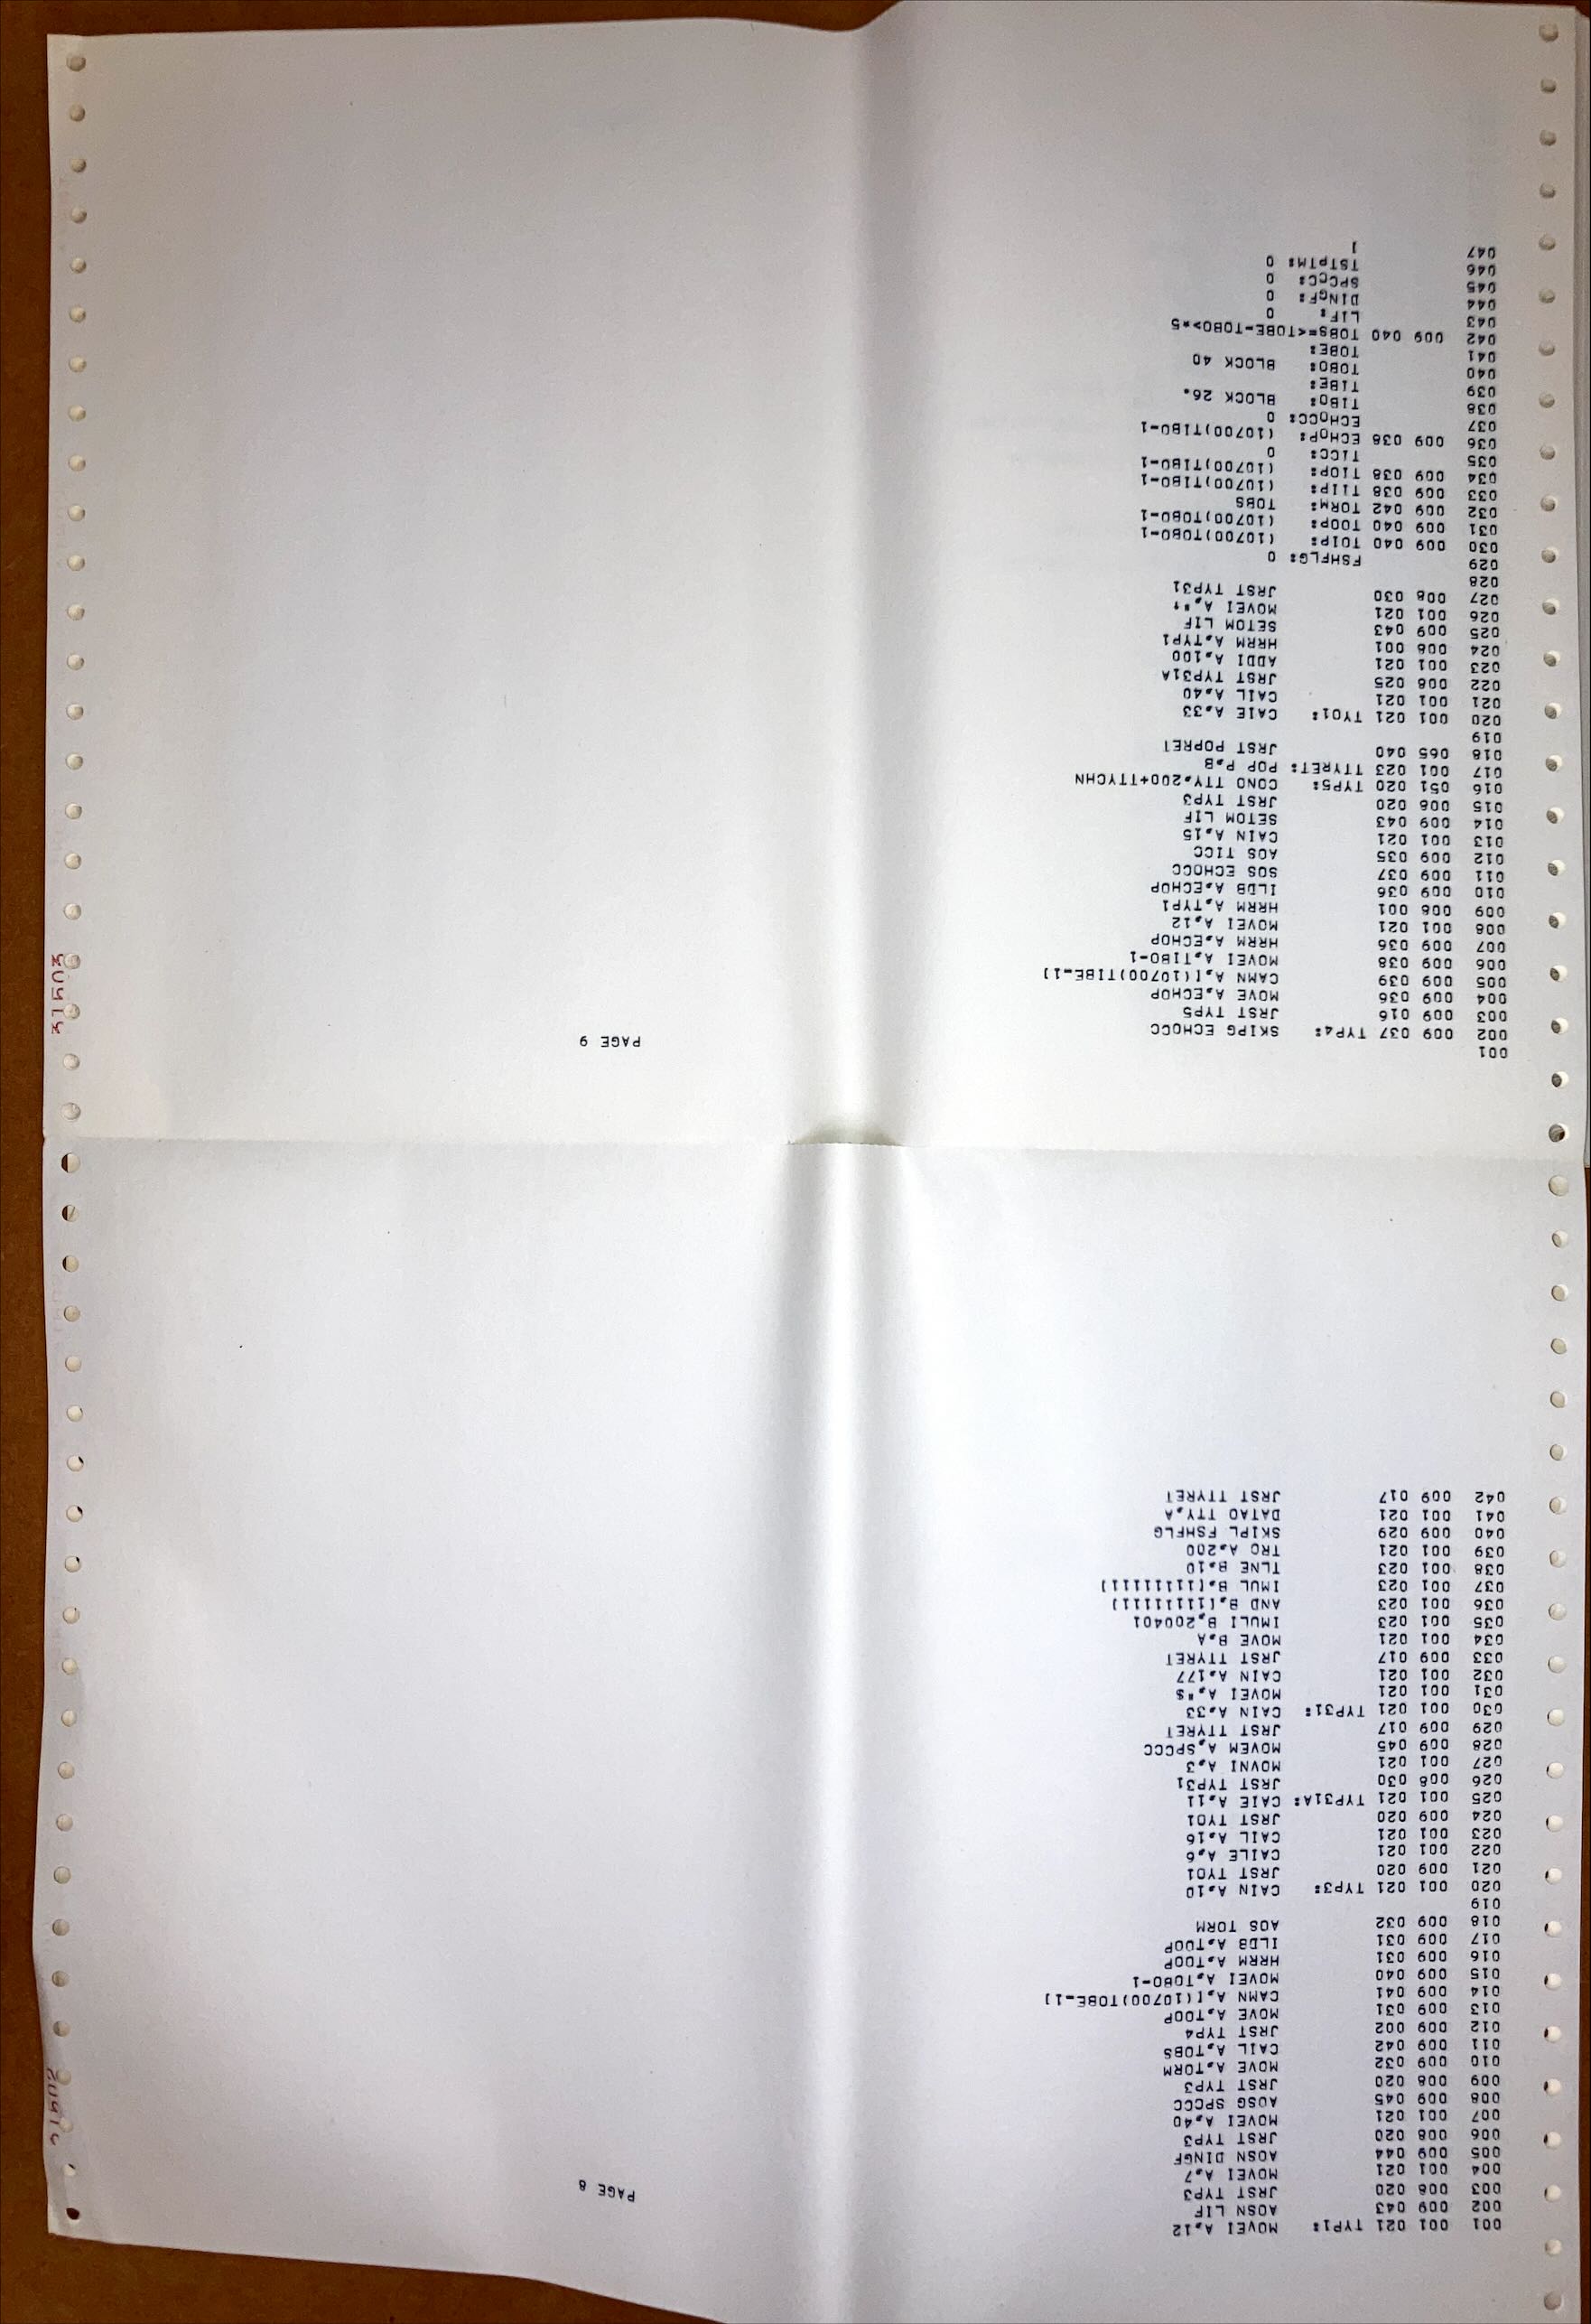 PAGE 8
001 001 021 TYP1: MOVEI A,12
002 009 043 AOSN LIF
003 008 020 JRST TYP3
004 001 021 MOVEI A,7
005 009 044 AOSN DINGF
006 008 020 JRST TYP3
007 001 021 MOVEI A,40
008 009 045 AOSG SPCCC
009 008 020 JRST TYP3
010 009 032 MOVE A,TORM
011 009 042 CAIL A,TOBS
012 009 002 JRST TYP4
013 009 031 MOVE A,TOOP
014 009 041 CAMN A,[(10700)TOBE-1]
015 009 040 MOVEI A,TOBO-1
016 009 031 HRRM A,TOOP
017 009 031 ILDB A,TOOP
018 009 032 AOS TORM
019
020 001 021 TYP3: CAIN A,10
021 009 020 JRST TYO1
022 001 021 CAILE A,6
023 001 021 CAIL A,16
024 009 020 JRST TYO1
025 001 021 TYP31A: CAIE A,11
026 008 030 JRST TYP31
027 001 021 MOVNI A,3
028 009 045 MOVEM A,SPCCC
029 009 017 JRST TTYRET
030 001 021 TYP31: CAIN A,33
031 001 021 MOVEI A,"$
032 001 021 CAIN A,177
033 009 017 JRST TTYRET
034 001 021 MOVE B,A
035 001 023 IMULI B,200401
036 001 023 AND B,[11111111]
037 001 023 IMUL B,[11111111]
038 001 023 TLNE B,10
039 001 021 TRC A,200
040 009 029 SKIPL FSHFLG
041 001 021 DATAO TTY,A
042 009 017 JRST TTYRET
PAGE 9
001
002 009 037 TYP4: SKIPG ECHOCC
003 009 016 JRST TYP5
004 009 036 MOVE A,ECHOP
005 009 039 CAMN A,[(10700)TIBE-1]
006 009 038 MOVEI A,TIBO-1
007 009 036 HRRM A,ECHOP
008 001 021 MOVEI A,12
009 008 001 HRRM A,TYP1
010 009 036 ILDB A,ECHOP
011 009 037 SOS ECHOCC
012 009 035 AOS TICC
013 001 021 CAIN A,15
014 009 043 SETOM LIF
015 008 020 JRST TYP3
016 051 020 TYP5: CONO TTY,200+TTYCHN
017 001 023 TTYRET: POP P,B
018 065 040 JRST POPRET
019
020 001 021 TYO1: CAIE A,33
021 001 021 CAIL A,40
022 008 025 JRST TYP31A
023 001 021 ADDI A,100
024 008 001 HRRM A,TYP1
025 009 043 SETOM LIF
026 001 021 MOVEI A,"↑
027 008 030 JRST TYP31
028
029 FSHFLG: 0
030 009 040 TOIP: (10700)TOBO-1
031 009 040 TOOP: (10700)TOBO-1
032 009 042 TORM: TOBS
033 009 038 TIIP: (10700)TIBO-1
034 009 038 TIOP: (10700)TIBO-1
035 TICC: 0
036 009 038 ECHOP: (10700)TIBO-1
037 ECHOCC: 0
038 TIBO: BLOCK 26.
039 TIBE:
040 TOBO: BLOCK 40
041 TOBE:
042 009 040 TOBS=<TOBE-TOBO>*5
043 LIF: 0
044 DINGF: 0
045 SPCCC: 0
046 TSTPTM: 0
047